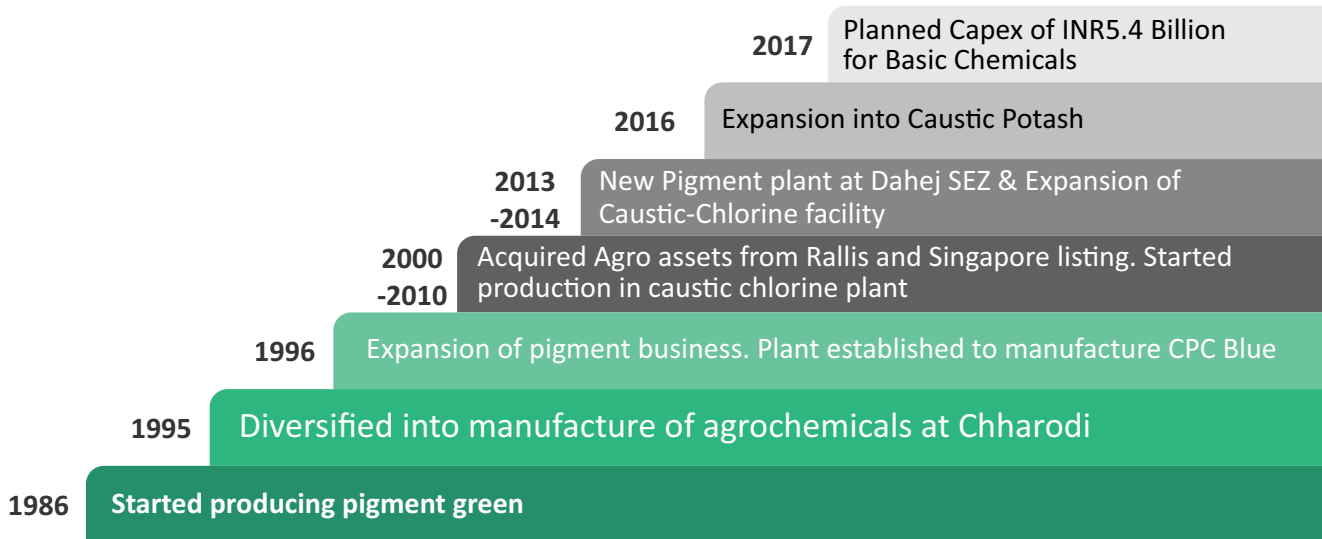 2017
Planned Capex of INR5.4 Billion
for Basic Chemicals
2016
Expansion into Caustic Potash
2013
-2014
New Pigment plant at Dahej SEZ & Expansion of
Caustic-Chlorine facility
2000
-2010
Acquired Agro assets from Rallis and Singapore listing. Started
production in caustic chlorine plant
1996
Expansion of pigment business. Plant established to manufacture CPC Blue
1995
Diversified into manufacture of agrochemicals at Chharodi
1986
Started producing pigment green